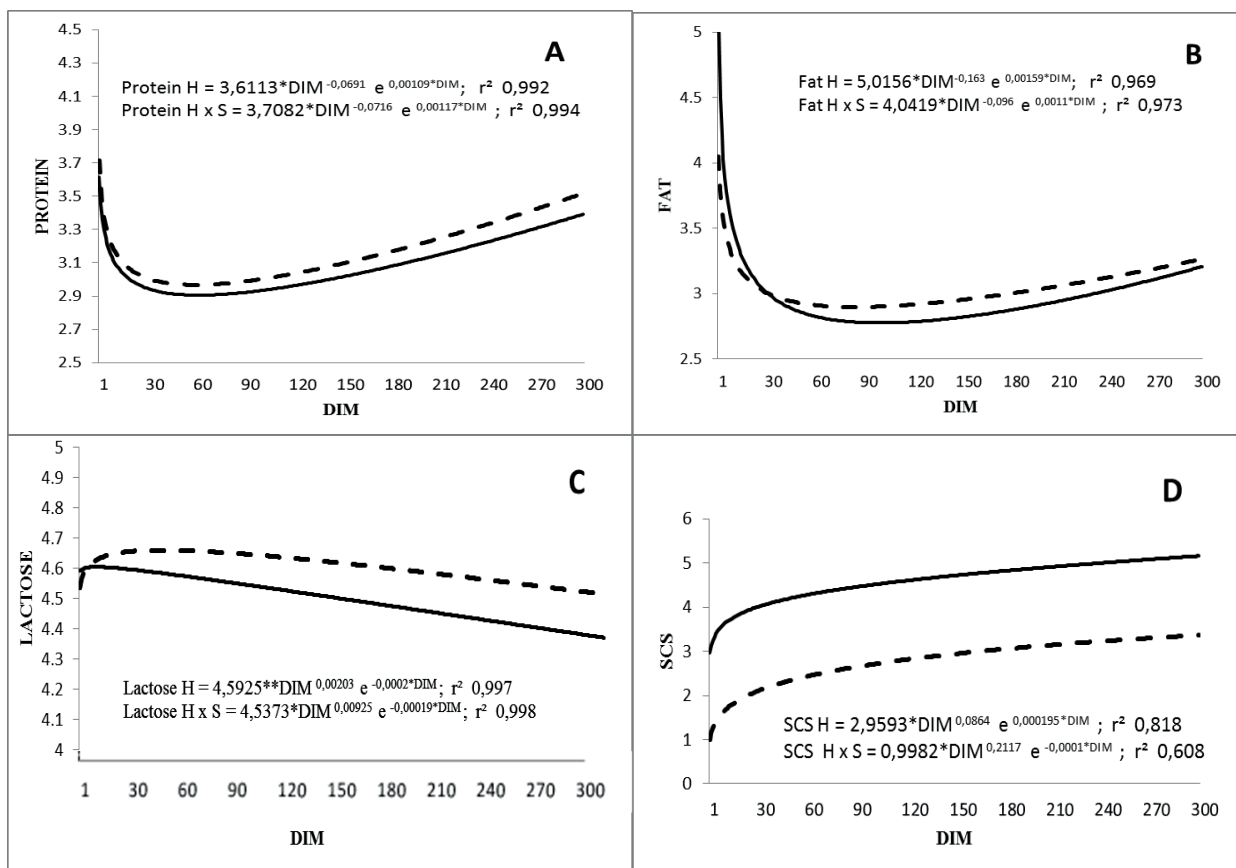 A
Protein H = 3,6113*DIM -0,0691 e 0,00109*DIM; r² 0,992
Protein H x S = 3,7082*DIM -0,0716 e 0,00117*DIM ; r² 0,994
4.5
4.3
4.1
3.9
3.7
3.5
3.3
3.1
2.9
2.7
2.5
PROTEIN
1 30 60 90 120 150 180 210 240 270 300
DIM
B
Fat H = 5,0156*DIM -0,163 e 0,00159*DIM; r² 0,969
Fat H x S = 4,0419*DIM -0,096 e 0,0011*DIM ; r² 0,973
5
4.5
4
3.5
3
2.5
FAT
1 30 60 90 120 150 180 210 240 270 300
DIM
C
5
4.9
4.8
4.7
4.6
4.5
4.4
4.3
4.2
4.1
4
LACTOSE
Lactose H = 4,5925**DIM 0,00203 e -0,0002*DIM; r² 0,997
Lactose H x S = 4,5373*DIM 0,00925 e -0,00019*DIM; r² 0,998
1 30 60 90 120 150 180 210 240 270 300
DIM
D
6
5
4
3
2
1
0
SCS
SCS H = 2,9593*DIM 0,0864 e 0,000195*DIM ; r² 0,818
SCS H x S = 0,9982*DIM 0,2117 e -0,0001*DIM ; r² 0,608
1 30 60 90 120 150 180 210 240 270 300
DIM